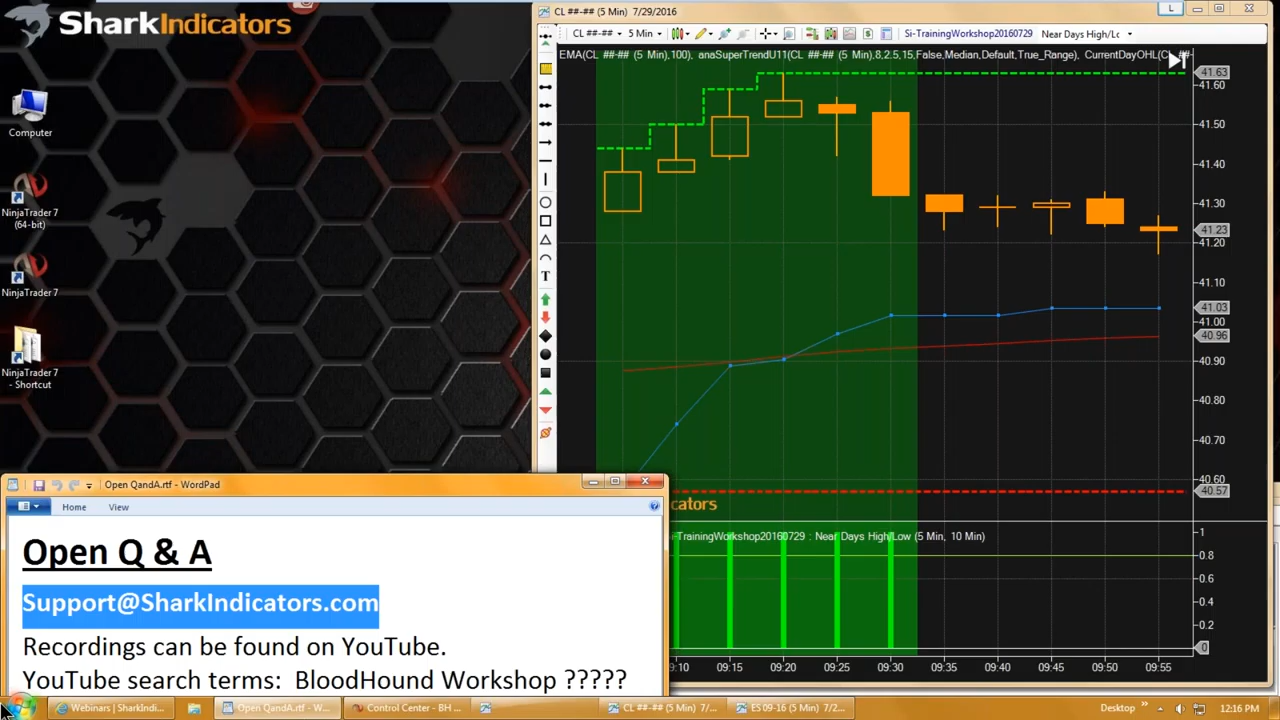 SharkIndicators
Computer
NinjaTrader 7
(64-bit)
NinjaTrader 7
NinjaTrader 7
- Shortcut
CL ##-## (5 Min) 7/29/2016
L
CL ##-##
5 Min
Si-TrainingWorkshop20160729
Near Days High/Lc
EMA(CL ##-## (5 Min),100), anaSuperTrendU11(CL ##-## (5 Min),8,2.5,15,False,Median,Default,True_Range), CurrentDayOHL(CL ##-##
41.63
41.60
41.50
41.40
41.30
41.23
41.20
41.10
41.03
41.00
40.96
40.90
40.80
40.70
40.60
40.57
cators
-TrainingWorkshop20160729 : Near Days High/Low (5 Min, 10 Min)
1
0.8
0.6
0.4
0.2
0
09:10 09:15 09:20 09:25 09:30 09:35 09:40 09:45 09:50 09:55
Open QandA.rtf - WordPad
Home View
Open Q & A
Support@SharkIndicators.com
Recordings can be found on YouTube.
YouTube search terms: BloodHound Workshop ?????
Webinars | SharkIndi...
Open QandA.rtf - W...
Control Center - BH ...
CL ##-## (5 Min) 7/...
ES 09-16 (5 Min) 7/2...
Desktop
12:16 PM